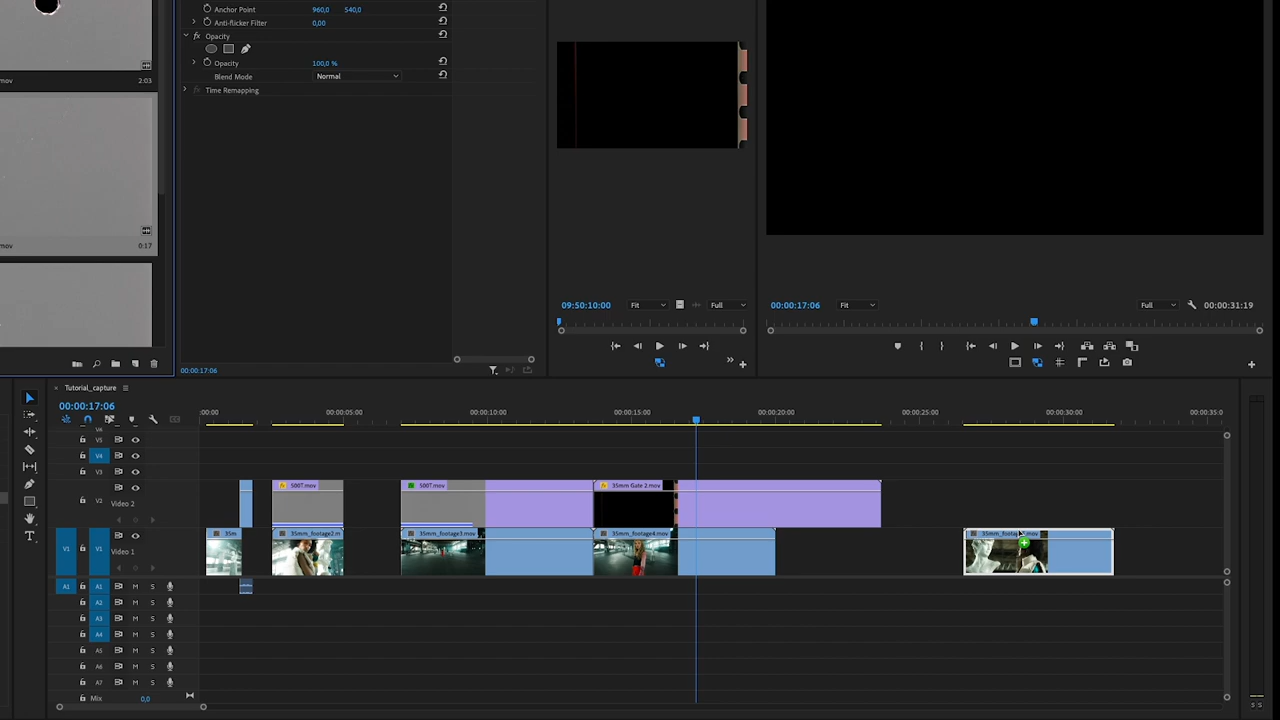 Anchor Point 960,0 540,0
Anti-flicker Filter 0,00
Opacity
Opacity 100,0 %
Blend Mode Normal
Time Remapping
mov 2:03
mov 0:17
00:00:17:06
09:50:10:00 Fit Full
00:00:17:06 Fit Full 00:00:31:19
Tutorial_capture
00:00:17:06
:00:00 00:00:05:00 00:00:10:00 00:00:15:00 00:00:20:00 00:00:25:00 00:00:30:00 00:00:35:0
V5
V4
V3
500T.mov 500T.mov 35mm Gate 2.mov
V2 Video 2
35m 35mm_footage2.m 35mm_footage3.mov 35mm_footage4.mov
V1 V1 Video 1
A1 A1 M S
A2 M S
A3 M S
A4 M S
A5 M S
A6 M S
A7 M S
Mix 0,0
S S